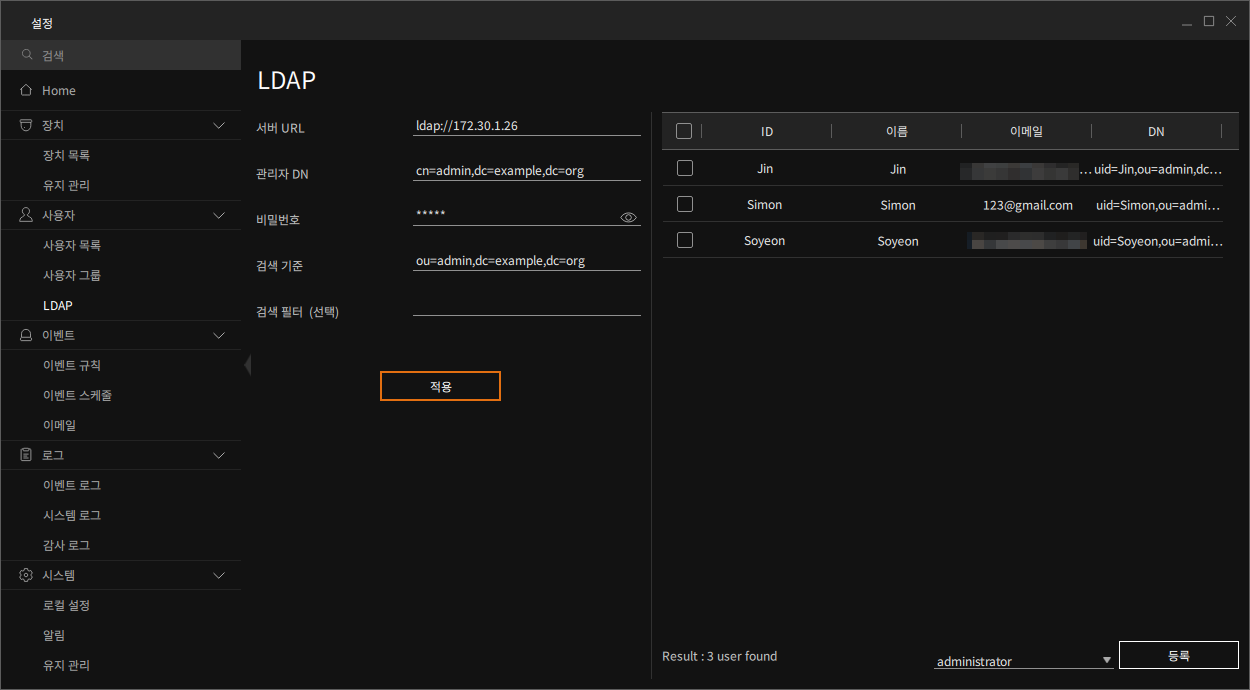 설정
검색
Home
장치
장치 목록
유지 관리
사용자
사용자 목록
사용자 그룹
LDAP
이벤트
이벤트 규칙
이벤트 스케줄
이메일
로그
이벤트 로그
시스템 로그
감사 로그
시스템
로컬 설정
알림
유지 관리
LDAP
서버 URL ldap://172.30.1.26
관리자 DN cn=admin,dc=example,dc=org
비밀번호 *****
검색 기준 ou=admin,dc=example,dc=org
검색 필터 (선택)
적용
ID 이름 이메일 DN
Jin Jin ... uid=Jin,ou=admin,dc...
Simon Simon 123@gmail.com uid=Simon,ou=admi...
Soyeon Soyeon uid=Soyeon,ou=admi...
Result : 3 user found
administrator
등록